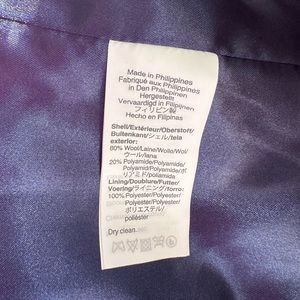 Made in Philippines
Fabriqué aux Philippines
In Den Philippinen
Hergestellt
Vervaardigd in Filipijnen
フィリピン製
Hecho en Filipinas
Shell/Extérieur/Oberstoff/
Buitenkant/シェル/tela
exterior:
80% Wool/Laine/Wolle/Wol/
ウール/lana
20% Polyamide/Polyamide/
Polyamid/Polyamide/ポ
リアミド/poliamida
Lining/Doublure/Futter/
Voering/ライニング/forro:
100% Polyester/Polyester/
Polyester/Polyester/
ポリエステル/
poliéster
Dry clean.